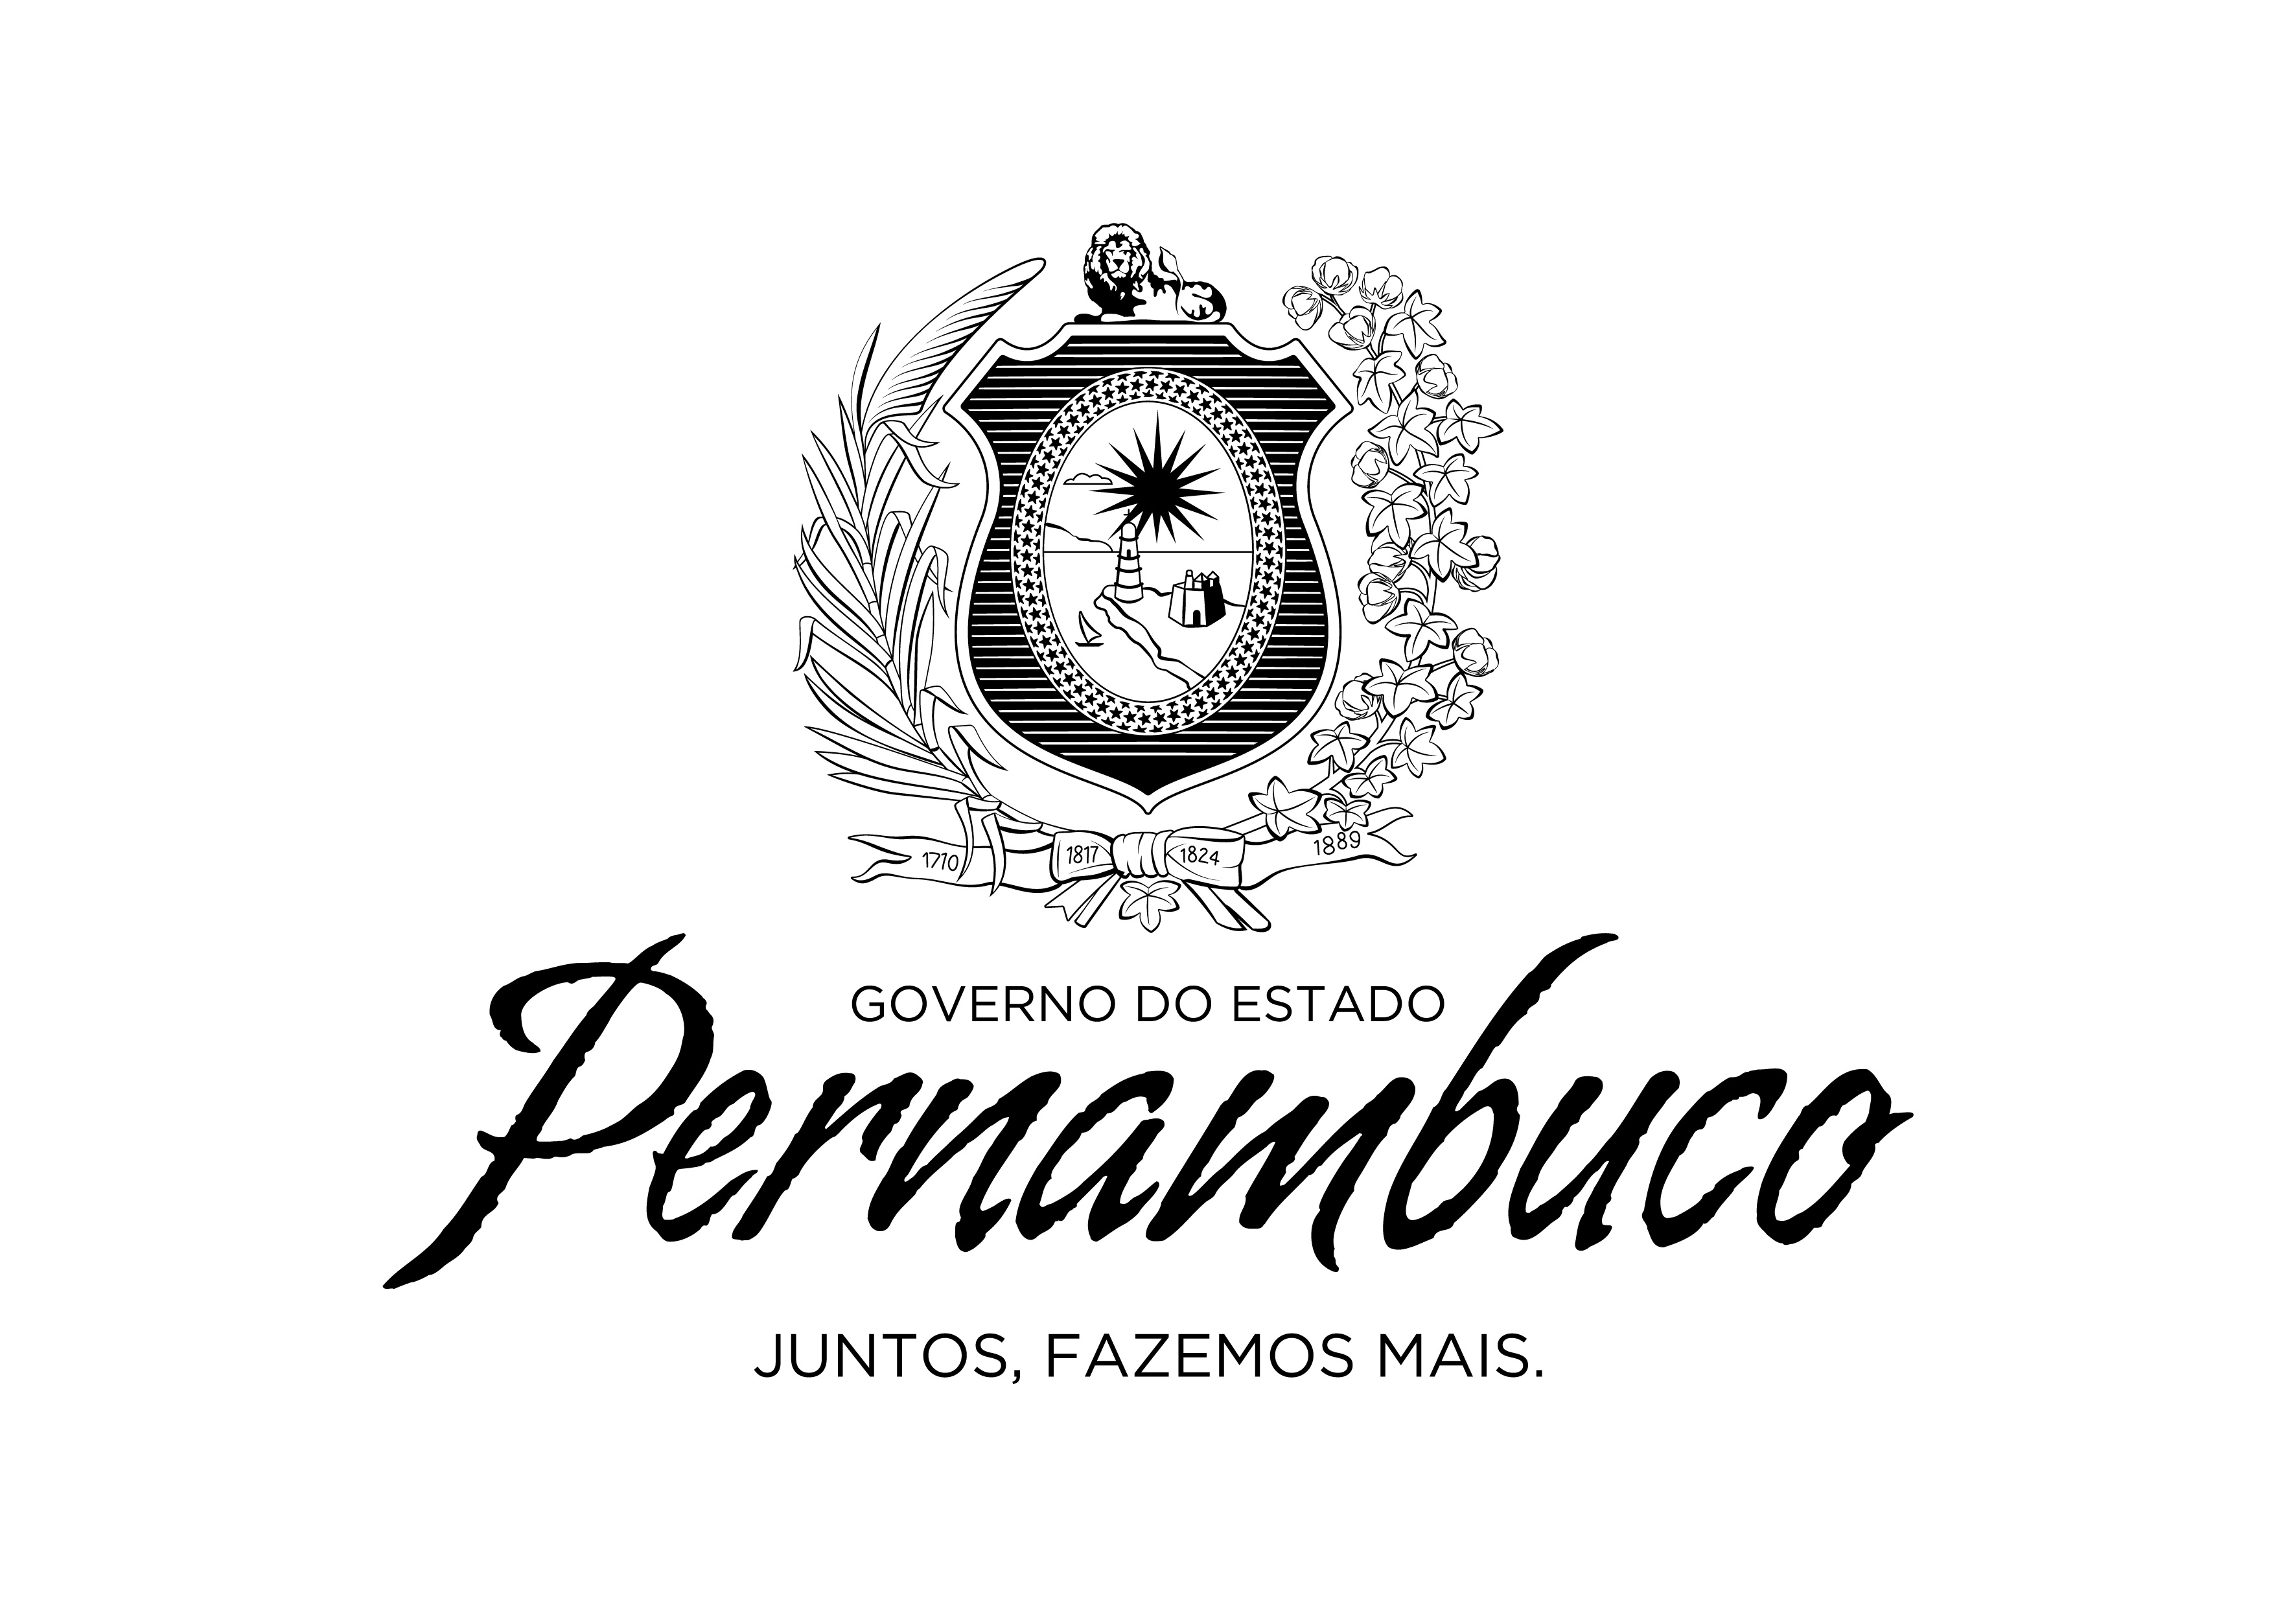 1710 1817 1824 1889
GOVERNO DO ESTADO
Pernambuco
JUNTOS, FAZEMOS MAIS.